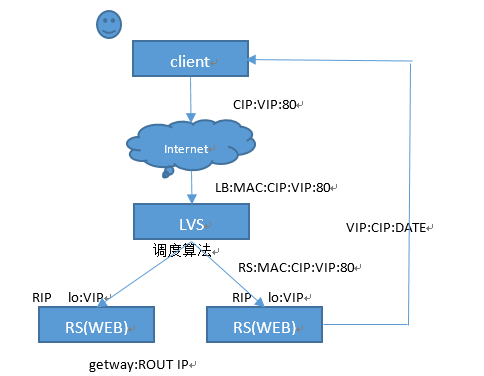 client
CIP:VIP:80
Internet
LB:MAC:CIP:VIP:80
LVS
VIP:CIP:DATE
调度算法
RS:MAC:CIP:VIP:80
RIP lo:VIP
RIP lo:VIP
RS(WEB)
RS(WEB)
getway:ROUT IP